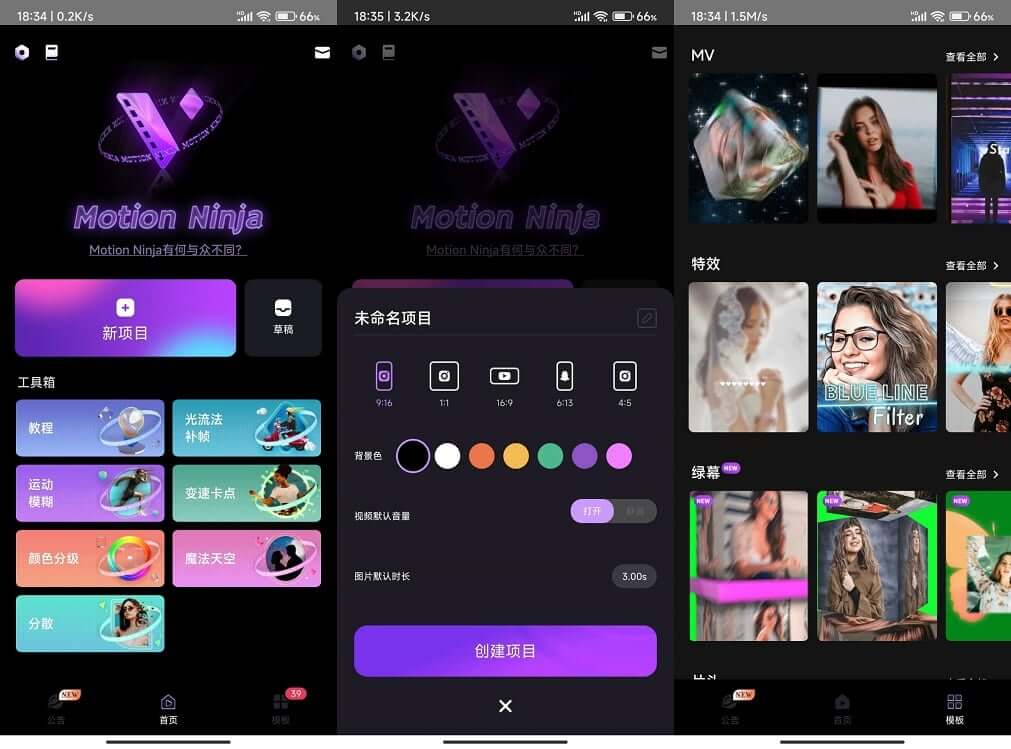 18:34 | 0.2K/s
66%
Motion Ninja
Motion Ninja有何与众不同?
新项目
草稿
工具箱
教程
光流法
补帧
运动
模糊
变速卡点
颜色分级
魔法天空
分散
NEW
39
公告
首页
模板
18:35 | 3.2K/s
66%
Motion Ninja
Motion Ninja有何与众不同?
未命名项目
9:16
1:1
16:9
6:13
4:5
背景色
视频默认音量
打开
静音
图片默认时长
3.00s
创建项目
18:34 | 1.5M/s
66%
MV
查看全部
Sta
特效
查看全部
BLUE LINE
Filter
绿幕
NEW
查看全部
NEW
NEW
NEW
NEW
公告
首页
模板